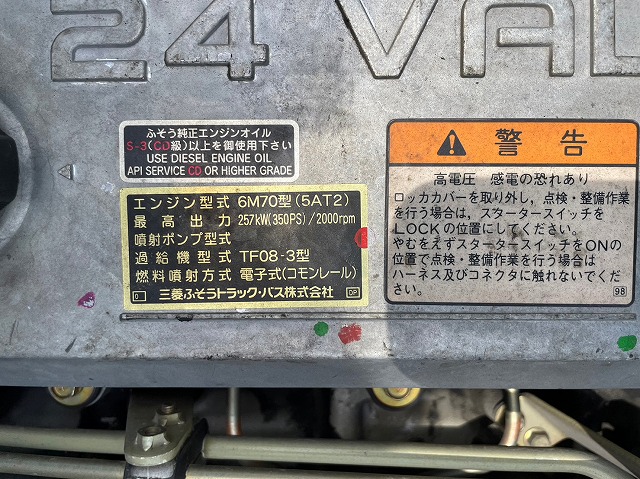 24 VAL
ふそう純正エンジンオイル
S-3(CD級)以上を御使用下さい
USE DIESEL ENGINE OIL
API SERVICE CD OR HIGHER GRADE
エンジン型式 6M70型(5AT2)
最高出力 257kW(350PS)/2000rpm
噴射ポンプ型式
過給機型式 TF08-3型
燃料噴射方式 電子式(コモンレール)
0 三菱ふそうトラック・バス株式会社 DP
警告
高電圧 感電の恐れあり
ロッカカバーを取り外し,点検・整備作業
を行う場合は,スタータースイッチを
LOCKの位置にしてください。
やむをえずスタータースイッチをONの
位置で点検・整備作業を行う場合は
ハーネス及びコネクタに触れないでくだ
さい。
98